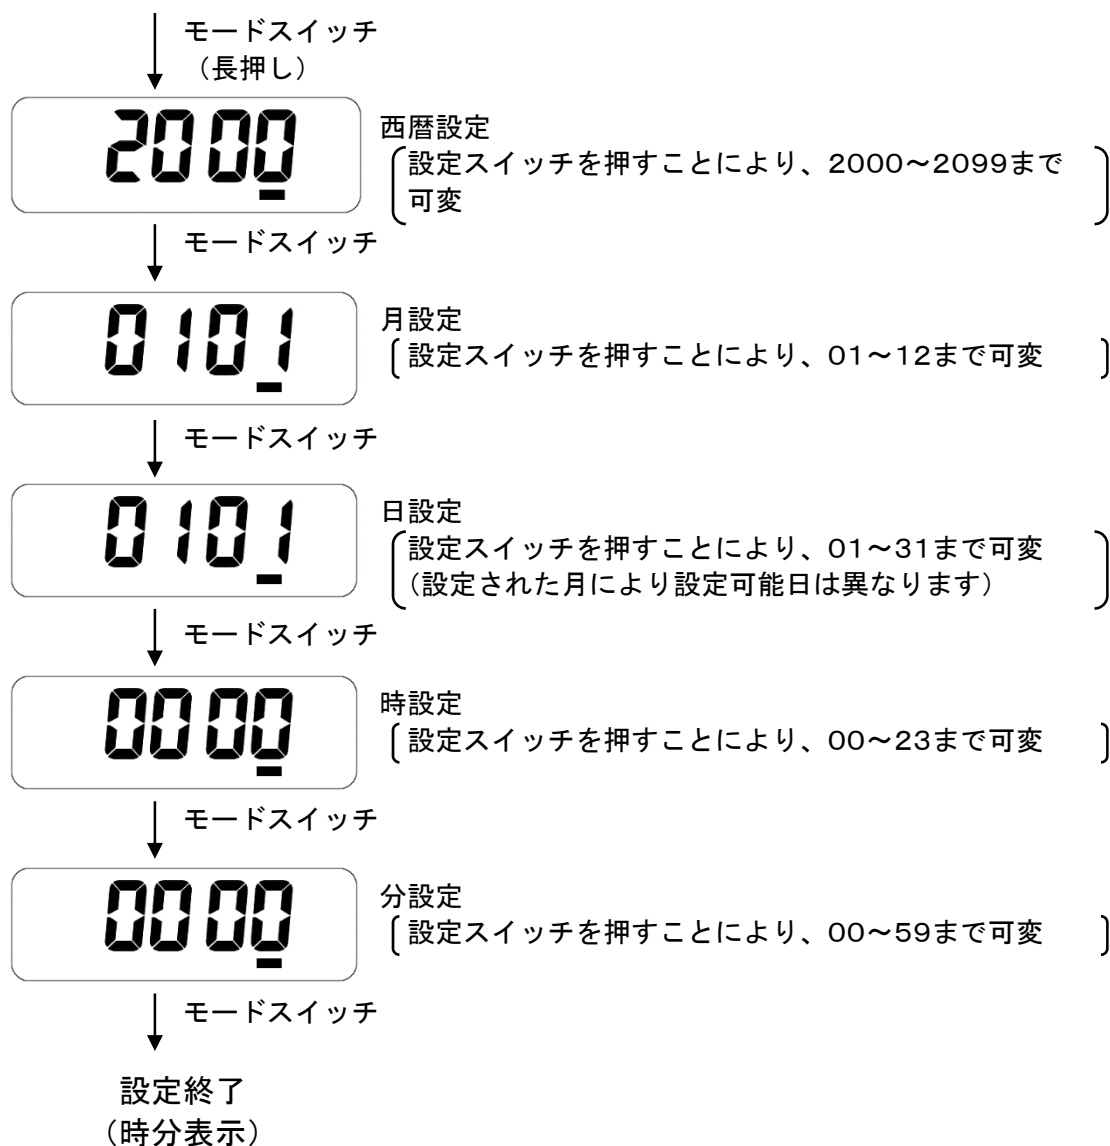 モードスイッチ
（長押し）
2000
西暦設定
設定スイッチを押すことにより、2000～2099まで
可変
モードスイッチ
0101
月設定
設定スイッチを押すことにより、01～12まで可変
モードスイッチ
0101
日設定
設定スイッチを押すことにより、01～31まで可変
（設定された月により設定可能日は異なります）
モードスイッチ
0000
時設定
設定スイッチを押すことにより、00～23まで可変
モードスイッチ
0000
分設定
設定スイッチを押すことにより、00～59まで可変
モードスイッチ
設定終了
（時分表示）